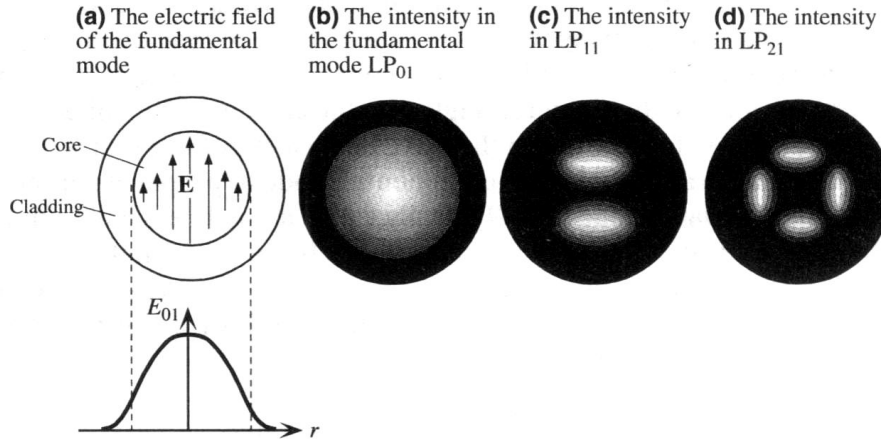 (a) The electric field
of the fundamental
mode
(b) The intensity in
the fundamental
mode LP01
(c) The intensity
in LP11
(d) The intensity
in LP21
Core
E
Cladding
E01
r